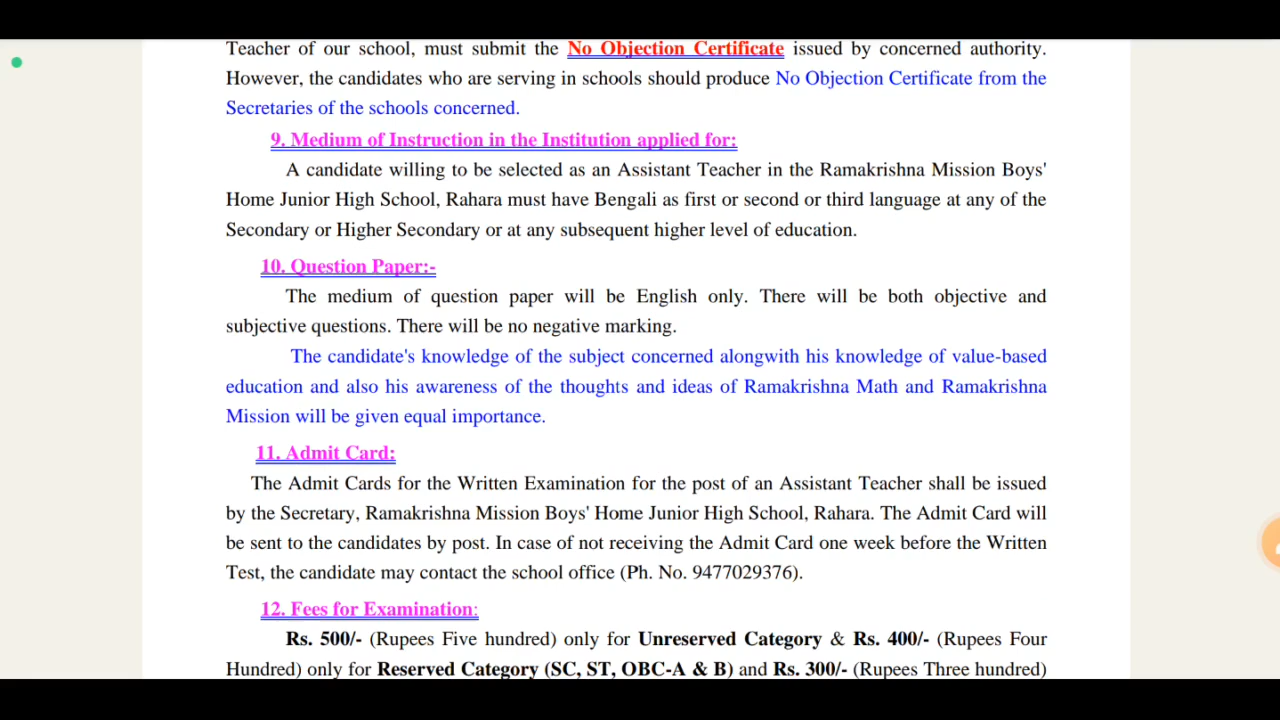 Teacher of our school, must submit the No Objection Certificate issued by concerned authority.
However, the candidates who are serving in schools should produce No Objection Certificate from the
Secretaries of the schools concerned.
9. Medium of Instruction in the Institution applied for:
A candidate willing to be selected as an Assistant Teacher in the Ramakrishna Mission Boys'
Home Junior High School, Rahara must have Bengali as first or second or third language at any of the
Secondary or Higher Secondary or at any subsequent higher level of education.
10. Question Paper:-
The medium of question paper will be English only. There will be both objective and
subjective questions. There will be no negative marking.
The candidate's knowledge of the subject concerned alongwith his knowledge of value-based
education and also his awareness of the thoughts and ideas of Ramakrishna Math and Ramakrishna
Mission will be given equal importance.
11. Admit Card:
The Admit Cards for the Written Examination for the post of an Assistant Teacher shall be issued
by the Secretary, Ramakrishna Mission Boys' Home Junior High School, Rahara. The Admit Card will
be sent to the candidates by post. In case of not receiving the Admit Card one week before the Written
Test, the candidate may contact the school office (Ph. No. 9477029376).
12. Fees for Examination:
Rs. 500/- (Rupees Five hundred) only for Unreserved Category & Rs. 400/- (Rupees Four
Hundred) only for Reserved Category (SC, ST, OBC-A & B) and Rs. 300/- (Rupees Three hundred)